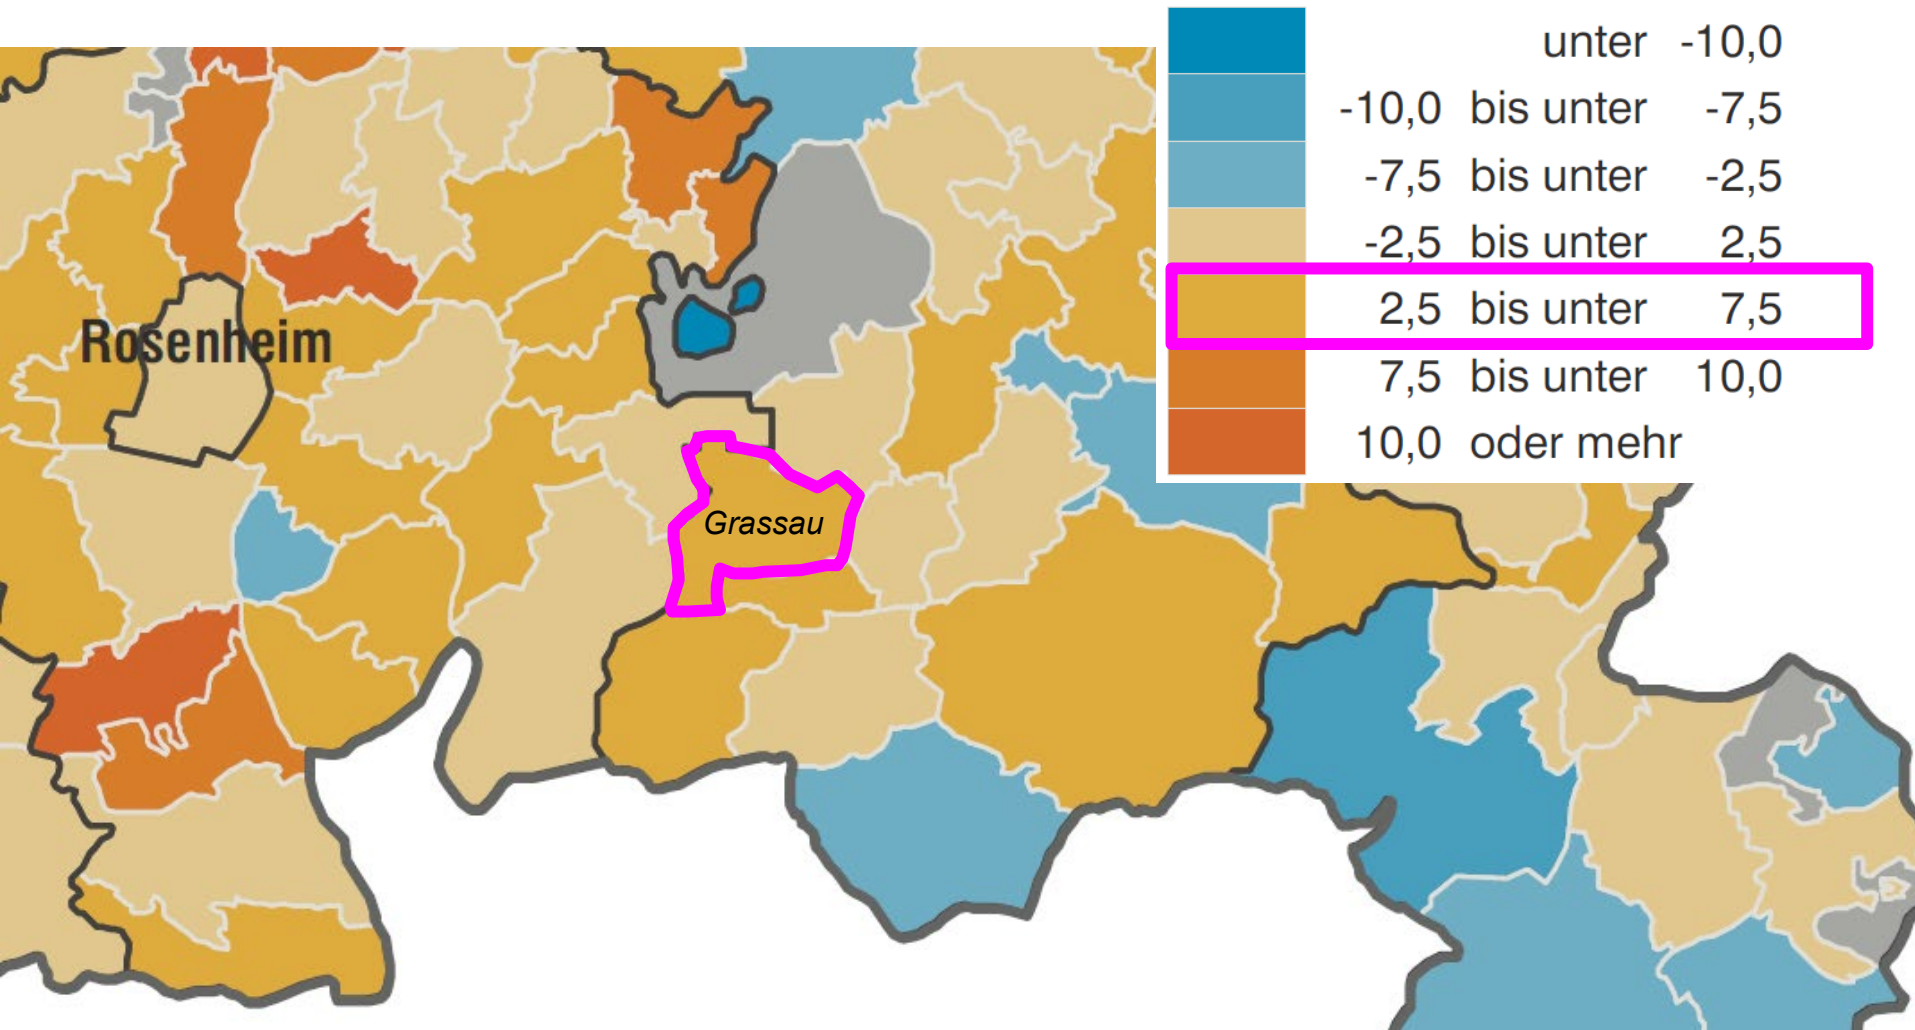 unter -10,0
-10,0 bis unter -7,5
-7,5 bis unter -2,5
-2,5 bis unter 2,5
2,5 bis unter 7,5
7,5 bis unter 10,0
10,0 oder mehr
Rosenheim
Grassau